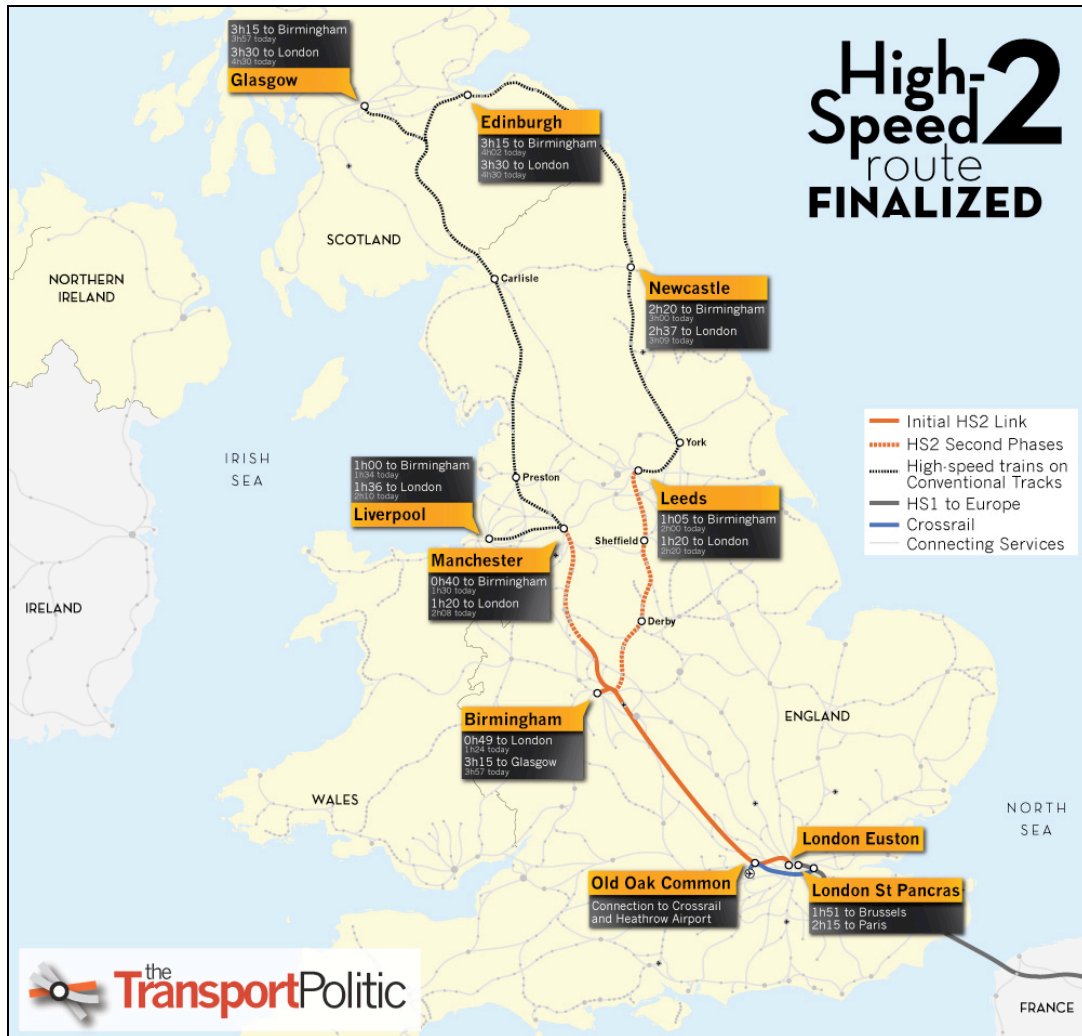 3h15 to Birmingham
3h57 today
3h30 to London
4h30 today
Glasgow
Edinburgh
3h15 to Birmingham
4h02 today
3h30 to London
4h30 today
High-
Speed 2
route
FINALIZED
SCOTLAND
NORTHERN
IRELAND
Carlisle
Newcastle
2h20 to Birmingham
3h00 today
2h37 to London
3h09 today
Initial HS2 Link
HS2 Second Phases
High-speed trains on
Conventional Tracks
HS1 to Europe
Crossrail
Connecting Services
York
IRISH
SEA
1h00 to Birmingham
1h34 today
1h36 to London
2h10 today
Liverpool
Preston
Leeds
1h05 to Birmingham
2h00 today
1h20 to London
2h20 today
Sheffield
Manchester
0h40 to Birmingham
1h30 today
1h20 to London
2h08 today
IRELAND
Derby
Birmingham
0h49 to London
1h24 today
3h15 to Glasgow
3h57 today
ENGLAND
WALES
NORTH
SEA
London Euston
Old Oak Common
Connection to Crossrail
and Heathrow Airport
London St Pancras
1h51 to Brussels
2h15 to Paris
the
TransportPolitic
FRANCE